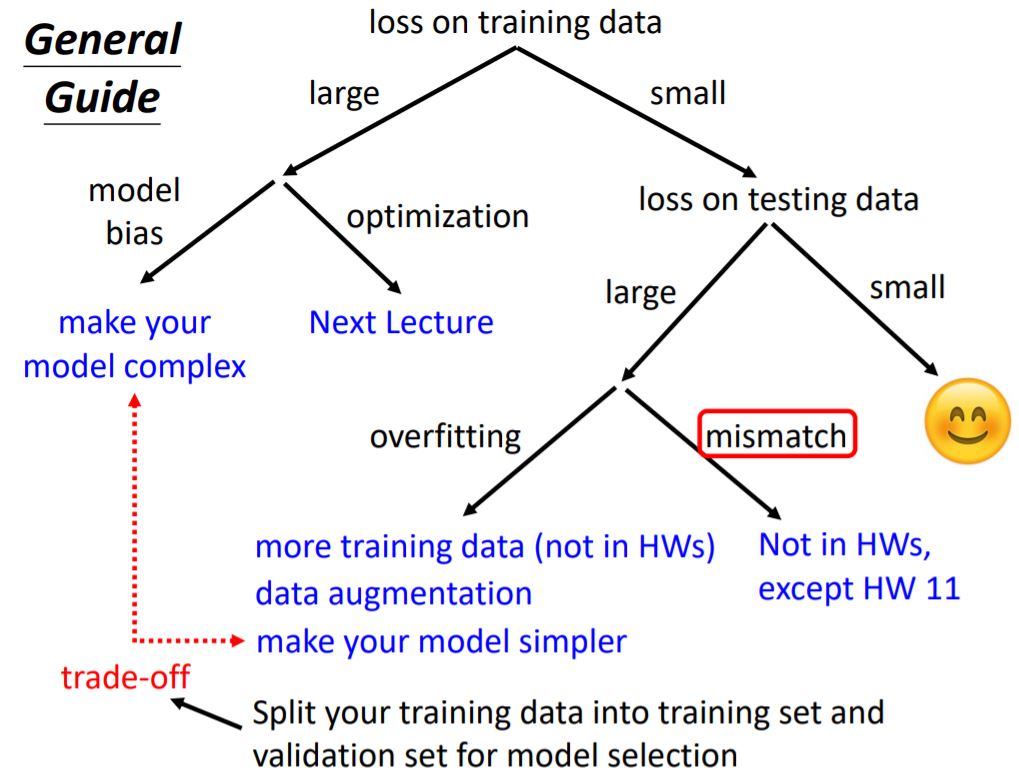 General
Guide
loss on training data
large
small
model
bias
optimization
loss on testing data
make your
model complex
Next Lecture
large
small
overfitting
mismatch
more training data (not in HWs)
data augmentation
make your model simpler
Not in HWs,
except HW 11
trade-off
Split your training data into training set and
validation set for model selection